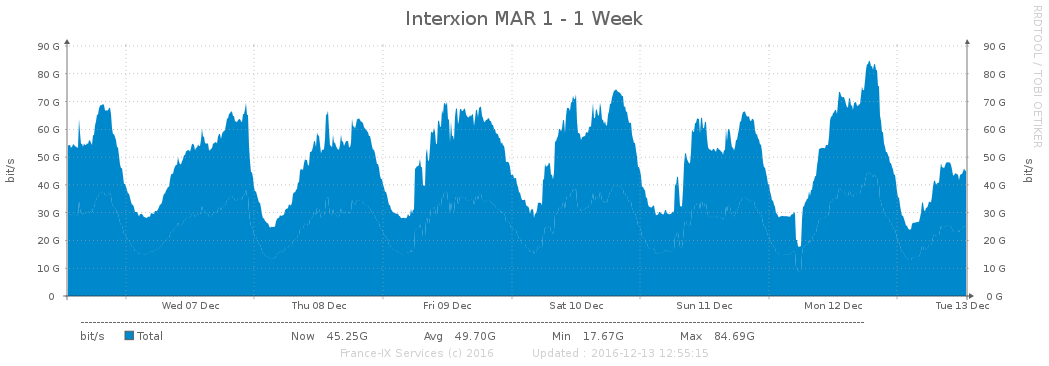 Interxion MAR 1 - 1 Week
RRDTOOL / TOBI OETIKER
bit/s
90 G 90 G
80 G 80 G
70 G 70 G
60 G 60 G
50 G 50 G
40 G 40 G
30 G 30 G
20 G 20 G
10 G 10 G
0 0 G
bit/s
Wed 07 Dec Thu 08 Dec Fri 09 Dec Sat 10 Dec Sun 11 Dec Mon 12 Dec Tue 13 Dec
bit/s Total Now 45.25G Avg 49.70G Min 17.67G Max 84.69G
France-IX Services (c) 2016 Updated : 2016-12-13 12:55:15